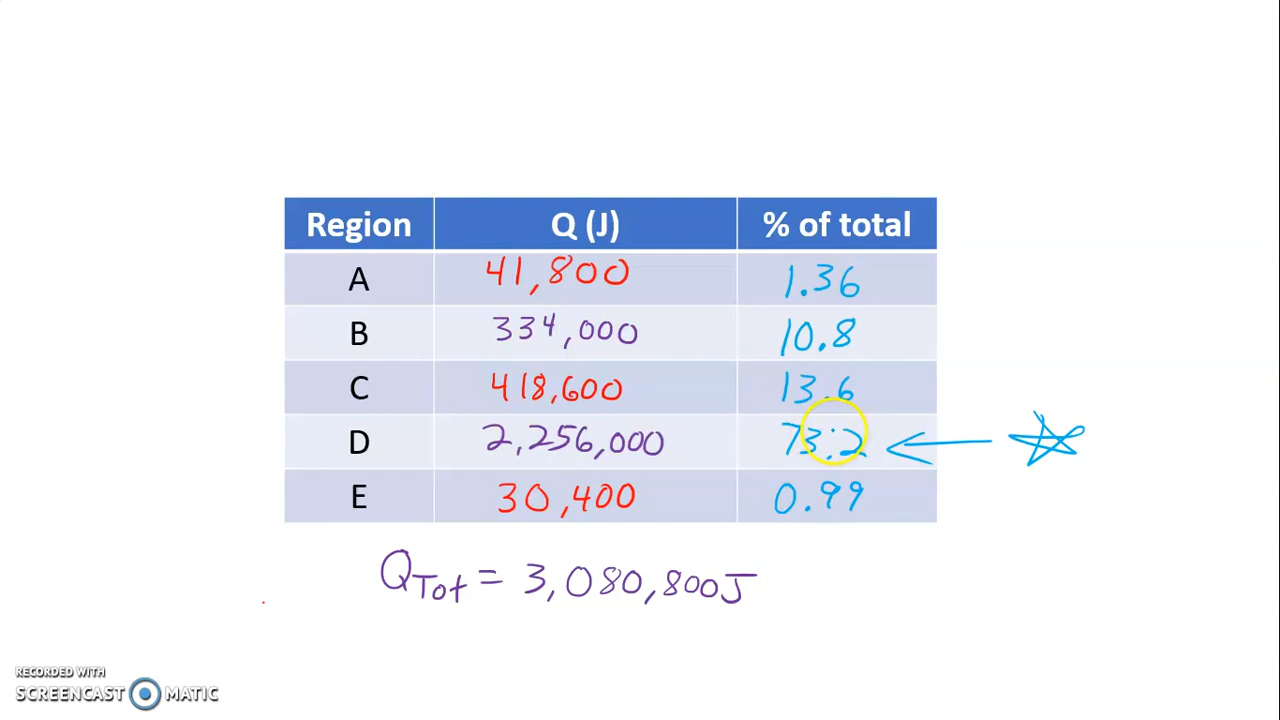 Region Q (J) % of total
A 41,800 1.36
B 334,000 10.8
C 418,600 13.6
D 2,256,000 73.2
E 30,400 0.99
QTot = 3,080,800J
RECORDED WITH
SCREENCAST MATIC